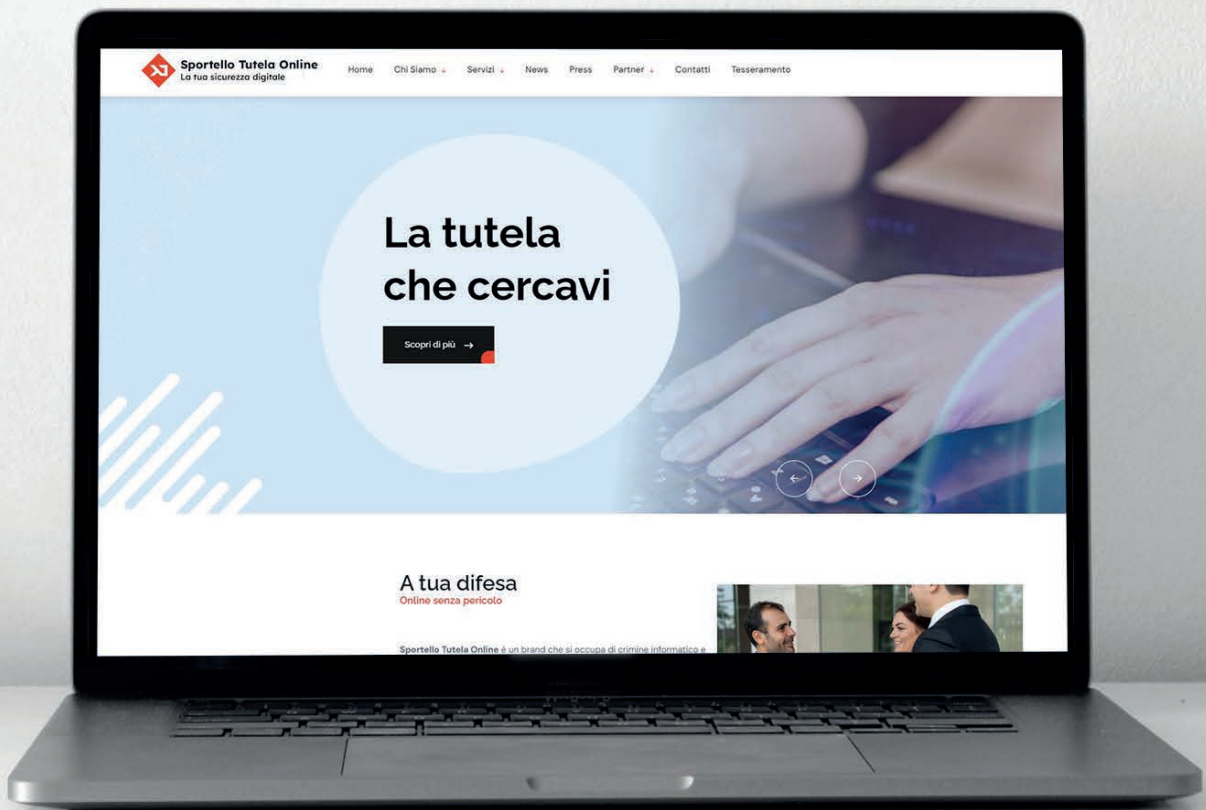 Sportello Tutela Online
La tua sicurezza digitale
Home Chi Siamo ↓ Servizi ↓ News Press Partner ↓ Contatti Tesseramento
La tutela
che cercavi
Scopri di più →
A tua difesa
Online senza pericolo
Sportello Tutela Online è un brand che si occupa di crimine informatico e